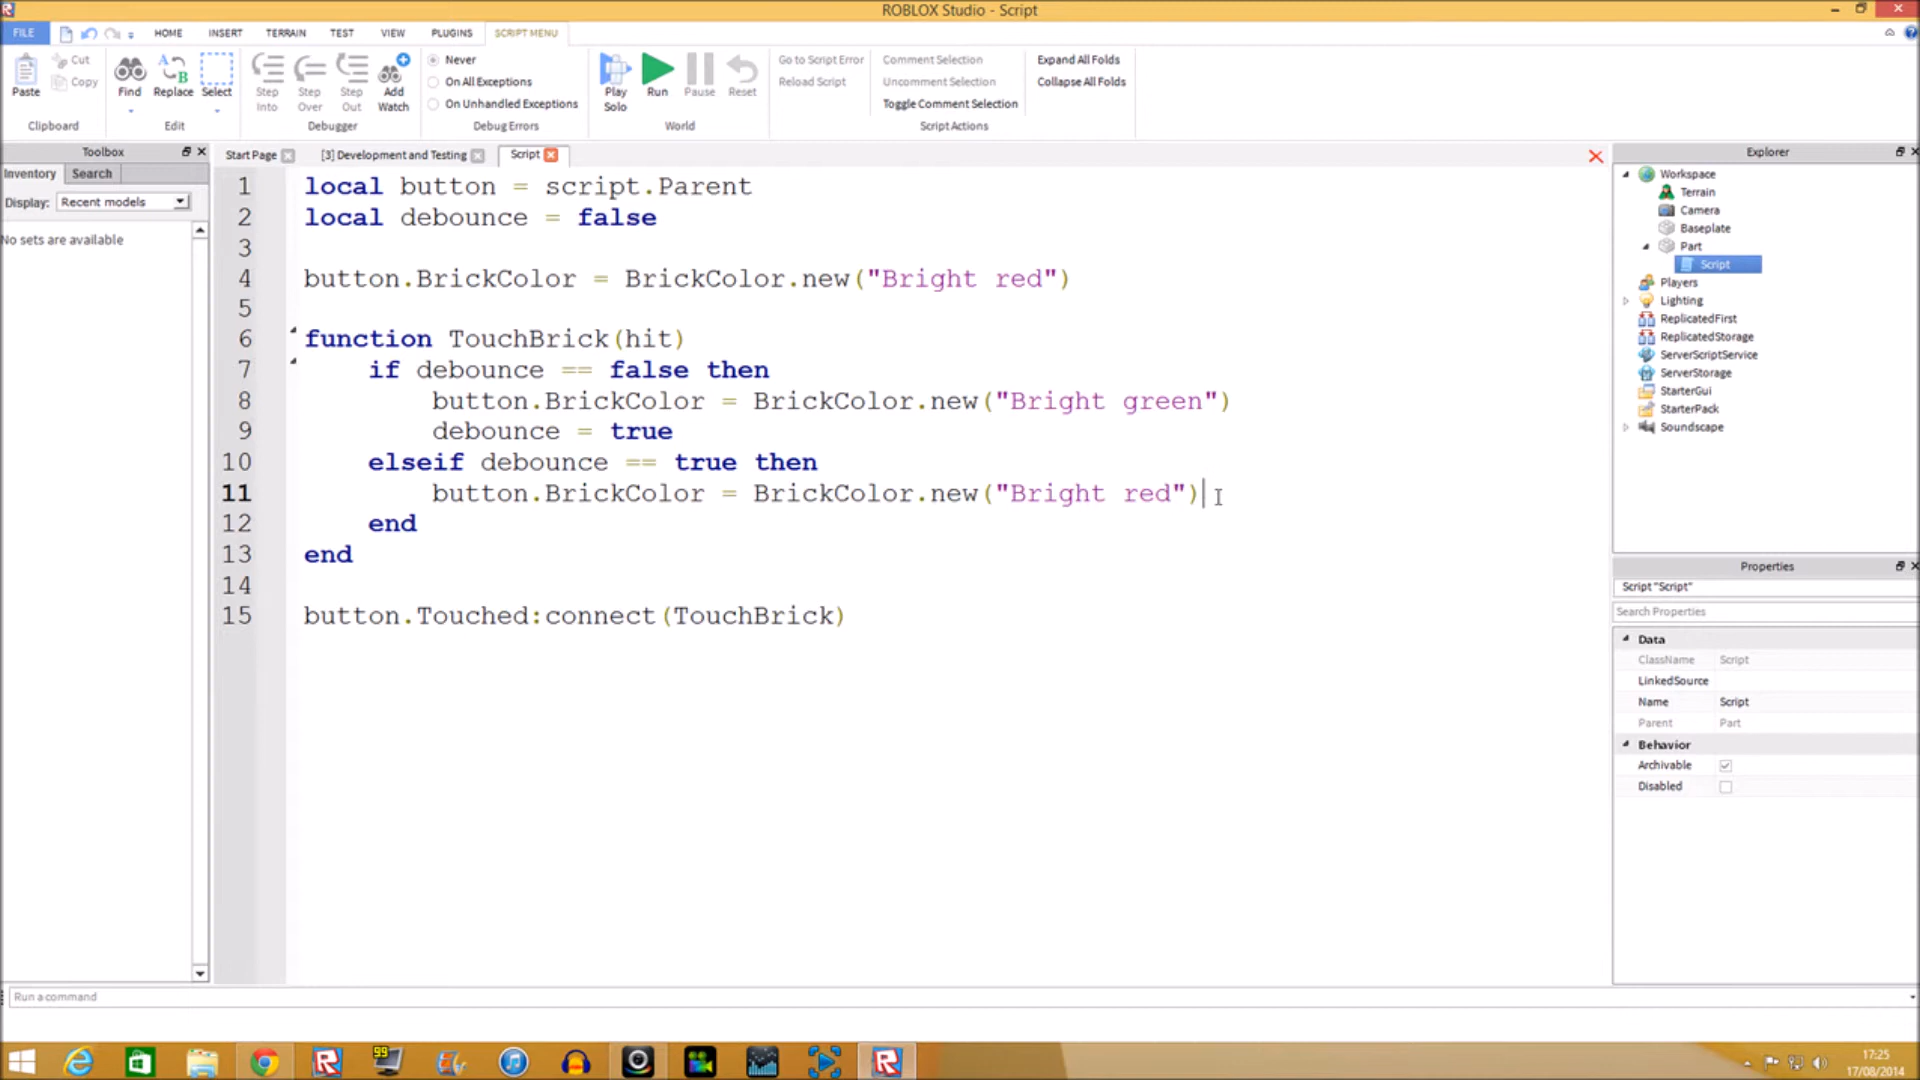 ROBLOX Studio - Script
FILE HOME INSERT TERRAIN TEST VIEW PLUGINS SCRIPT MENU
Paste
Cut
Copy
Clipboard
Find
Replace
Select
Edit
Step Into
Step Over
Step Out
Add Watch
Debugger
Never
On All Exceptions
On Unhandled Exceptions
Debug Errors
Play Solo
Run
Pause
Reset
World
Go to Script Error
Reload Script
Comment Selection
Uncomment Selection
Toggle Comment Selection
Expand All Folds
Collapse All Folds
Script Actions
Toolbox
Inventory Search
Display: Recent models
No sets are available
Start Page [3] Development and Testing Script
1 local button = script.Parent
2 local debounce = false
3
4 button.BrickColor = BrickColor.new("Bright red")
5
6 function TouchBrick(hit)
7 if debounce == false then
8 button.BrickColor = BrickColor.new("Bright green")
9 debounce = true
10 elseif debounce == true then
11 button.BrickColor = BrickColor.new("Bright red")
12 end
13 end
14
15 button.Touched:connect(TouchBrick)
Explorer
Workspace
Terrain
Camera
Baseplate
Part
Script
Players
Lighting
ReplicatedFirst
ReplicatedStorage
ServerScriptService
ServerStorage
StarterGui
StarterPack
Soundscape
Properties
Script "Script"
Search Properties
Data
ClassName Script
LinkedSource
Name Script
Parent Part
Behavior
Archivable
Disabled
Run a command
99
17:25
17/08/2014